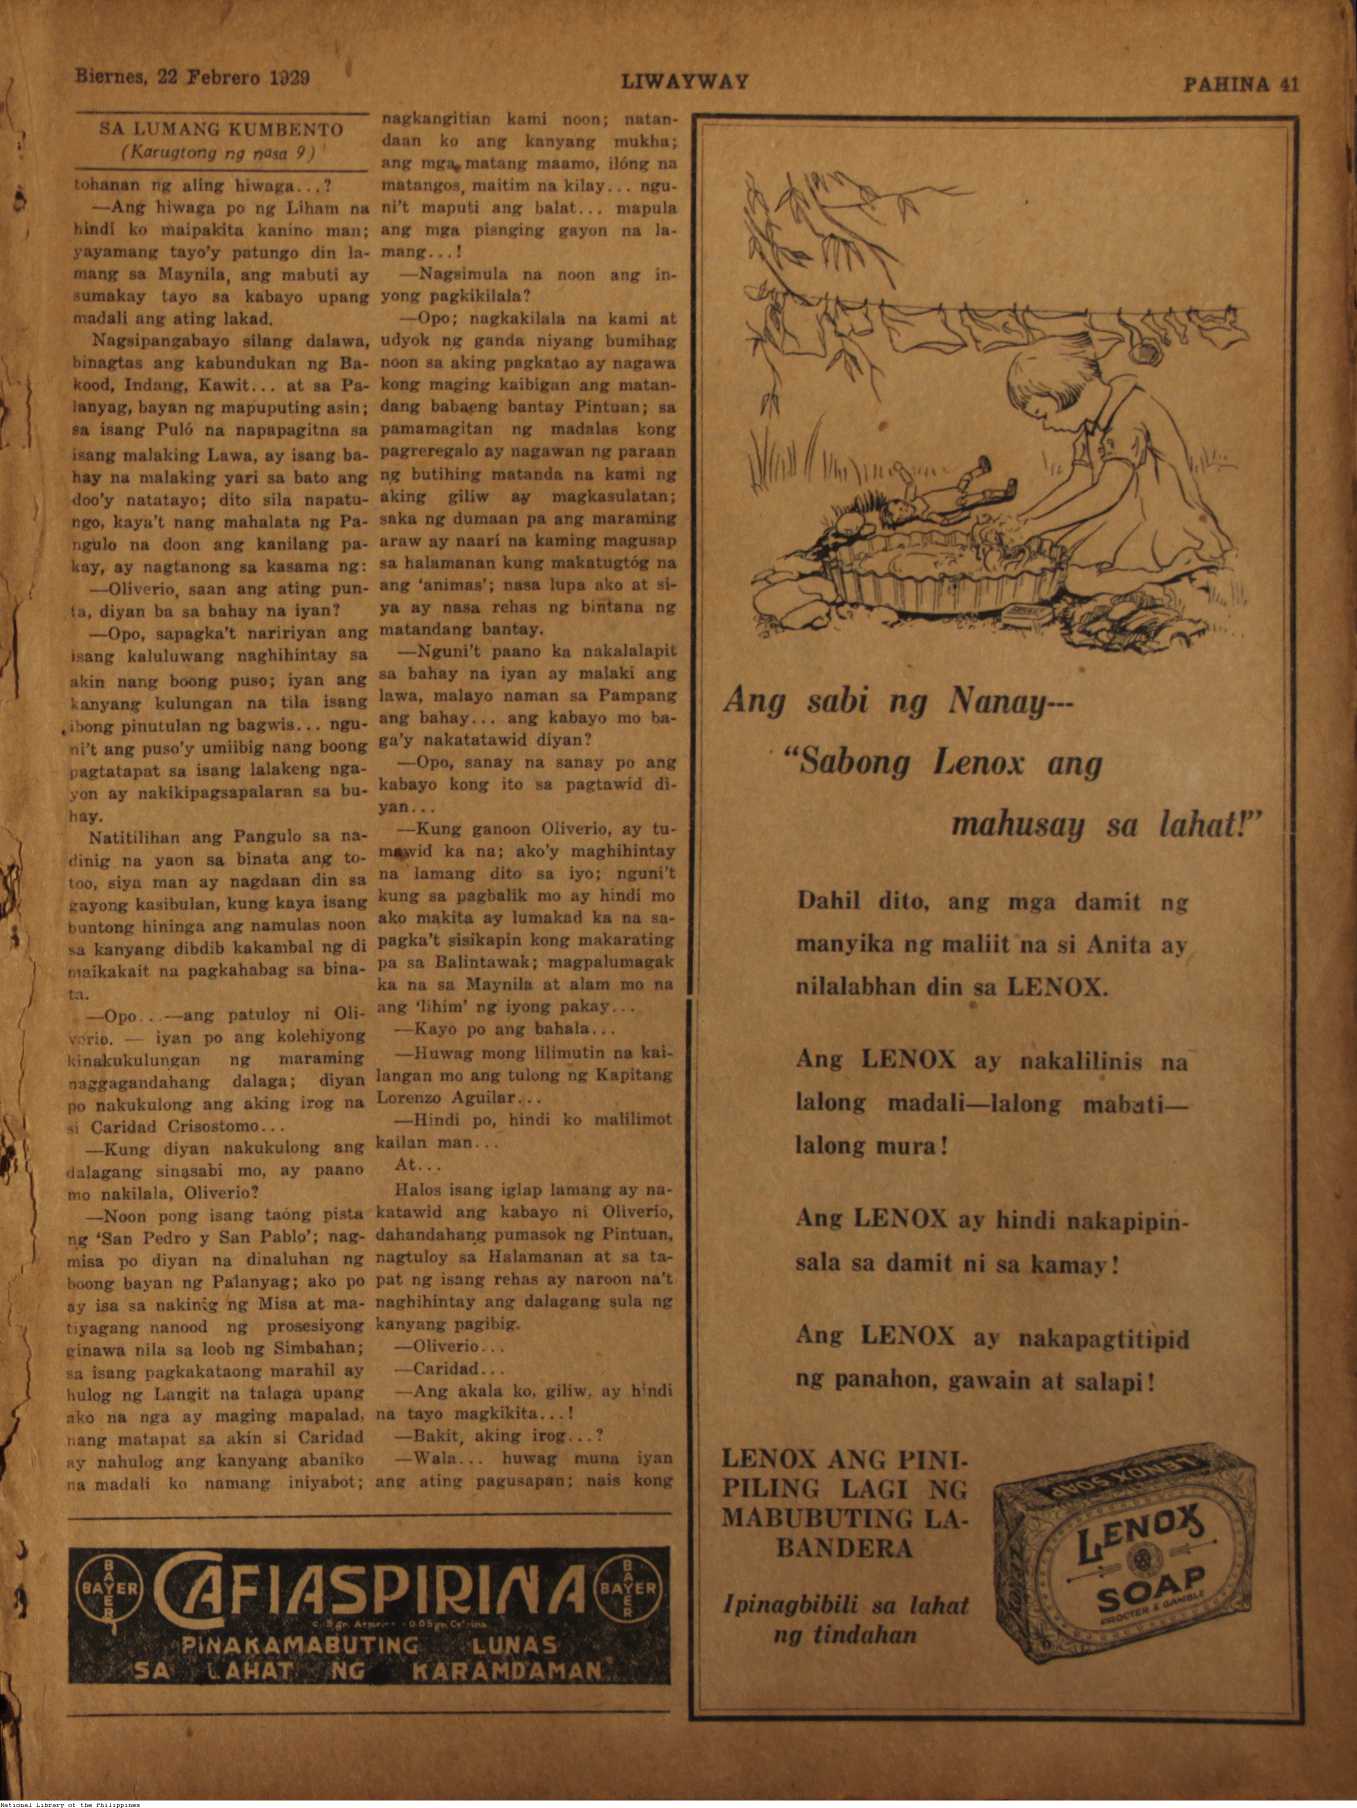 Biernes, 22 Febrero 1929
LIWAYWAY
PAHINA 41
SA LUMANG KUMBENTO
(Karugtong ng nasa 9)
tohanan ng aling hiwaga...?
—Ang hiwaga po ng Liham na
hindi ko maipakita kanino man;
yayamang tayo'y patungo din la-
mang sa Maynila, ang mabuti ay
sumakay tayo sa kabayo upang
madali ang ating lakad.
Nagsipangabayo silang dalawa,
binagtas ang kabundukan ng Ba-
kood, Indang, Kawit... at sa Pa-
lanyag, bayan ng mapuputing asin;
sa isang Puló na napapagitna sa
isang malaking Lawa, ay isang ba-
hay na malaking yari sa bato ang
doo'y natatayo; dito sila napatu-
ngo, kaya't nang mahalata ng Pa-
ngulo na doon ang kanilang pa-
kay, ay nagtanong sa kasama ng:
—Oliverio, saan ang ating pun-
ta, diyan ba sa bahay na iyan?
—Opo, sapagka't naririyan ang
isang kaluluwang naghihintay sa
akin nang boong puso; iyan ang
kanyang kulungan na tila isang
ibong pinutulan ng bagwis... ngu-
ni't ang puso'y umiibig nang boong
pagtatapat sa isang lalakeng nga-
yon ay nakikipagsapalaran sa bu-
hay.
Natitilihan ang Pangulo sa na-
dinig na yaon sa binata ang to-
too, siya man ay nagdaan din sa
gayong kasibulan, kung kaya isang
buntong hininga ang namulas noon
sa kanyang dibdib kakambal ng di
maikakait na pagkahabag sa bina-
ta.
—Opo...—ang patuloy ni Oli-
verio. — iyan po ang kolehiyong
kinakukulungan ng maraming
naggagandahang dalaga; diyan
po nakukulong ang aking irog na
si Caridad Crisostomo...
—Kung diyan nakukulong ang
dalagang sinasabi mo, ay paano
mo nakilala, Oliverio?
—Noon pong isang taóng pista
ng 'San Pedro y San Pablo'; nag-
misa po diyan na dinaluhan ng
boong bayan ng Palanyag; ako po
ay isa sa nakinig ng Misa at ma-
tiyagang nanood ng prosesiyong
ginawa nila sa loob ng Simbahan;
sa isang pagkakataong marahil ay
hulog ng Langit na talaga upang
ako na nga ay maging mapalad,
nang matapat sa akin si Caridad
ay nahulog ang kanyang abaniko
na madali ko namang iniyabot;
nagkangitian kami noon; natan-
daan ko ang kanyang mukha;
ang mga matang maamo, ilóng na
matangos, maitim na kilay... ngu-
ni't maputi ang balat... mapula
ang mga pisnging gayon na la-
mang...!
—Nagsimula na noon ang in-
yong pagkikilala?
—Opo; nagkakilala na kami at
udyok ng ganda niyang bumihag
noon sa aking pagkatao ay nagawa
kong maging kaibigan ang matan-
dang babaeng bantay Pintuan; sa
pamamagitan ng madalas kong
pagreregalo ay nagawan ng paraan
ng butihing matanda na kami ng
aking giliw ay magkasulatan;
saka ng dumaan pa ang maraming
araw ay naarí na kaming magusap
sa halamanan kung makatugtóg na
ang 'animas'; nasa lupa ako at si-
ya ay nasa rehas ng bintana ng
matandang bantay.
—Nguni't paano ka nakalalapit
sa bahay na iyan ay malaki ang
lawa, malayo naman sa Pampang
ang bahay... ang kabayo mo ba-
ga'y nakatatawid diyan?
—Opo, sanay na sanay po ang
kabayo kong ito sa pagtawid di-
yan...
—Kung ganoon Oliverio, ay tu-
mawid ka na; ako'y maghihintay
na lamang dito sa iyo; nguni't
kung sa pagbalik mo ay hindi mo
ako makita ay lumakad ka na sa-
pagka't sisikapin kong makarating
pa sa Balintawak; magpalumagak
ka na sa Maynila at alam mo na
ang 'lihim' ng iyong pakay...
—Kayo po ang bahala...
—Huwag mong lilimutin na kai-
langan mo ang tulong ng Kapitang
Lorenzo Aguilar...
—Hindi po, hindi ko malilimot
kailan man...
At...
Halos isang iglap lamang ay na-
katawid ang kabayo ni Oliverio,
dahandahang pumasok ng Pintuan,
nagtuloy sa Halamanan at sa ta-
pat ng isang rehas ay naroon na't
naghihintay ang dalagang sula ng
kanyang pagibig.
—Oliverio...
—Caridad...
—Ang akala ko, giliw, ay hindi
na tayo magkikita...!
—Bakit, aking irog...?
—Wala... huwag muna iyan
ang ating pagusapan; nais kong
BAYER
BAYER
CAFIASPIRINA
BAYER
BAYER
PINAKAMABUTING LUNAS
SA LAHAT NG KARAMDAMAN
Ang sabi ng Nanay---
"Sabong Lenox ang
mahusay sa lahat!"
Dahil dito, ang mga damit ng
manyika ng maliit na si Anita ay
nilalabhan din sa LENOX.
Ang LENOX ay nakalilinis na
lalong madali—lalong mabuti—
lalong mura!
Ang LENOX ay hindi nakapipin-
sala sa damit ni sa kamay!
Ang LENOX ay nakapagtitipid
ng panahon, gawain at salapi!
LENOX ANG PINI-
PILING LAGI NG
MABUBUTING LA-
BANDERA
Ipinagbibili sa lahat
ng tindahan
LENOX SOAP
LENOX
SOAP
PROCTER & GAMBLE
National Library of the Philippines